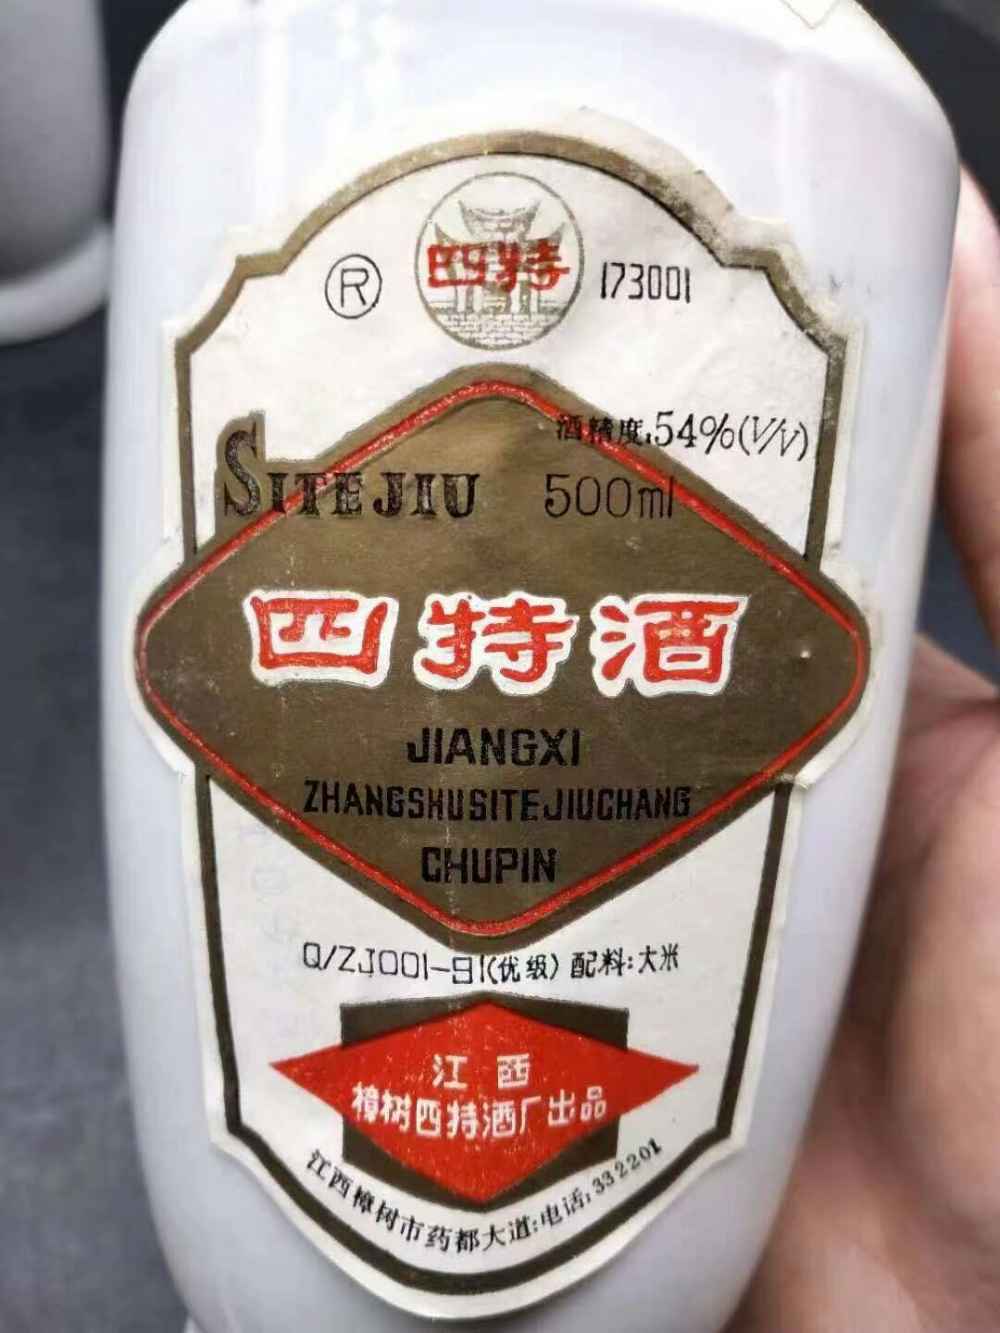 四特
® 173001
酒精度:54%(V/V)
SITE JIU 500ml
四特酒
JIANGXI
ZHANGSHUSITEJIUCHANG
CHUPIN
Q/ZJ001-91(优级) 配料:大米
江西
樟树四特酒厂出品
江西樟树市药都大道:电话:332201